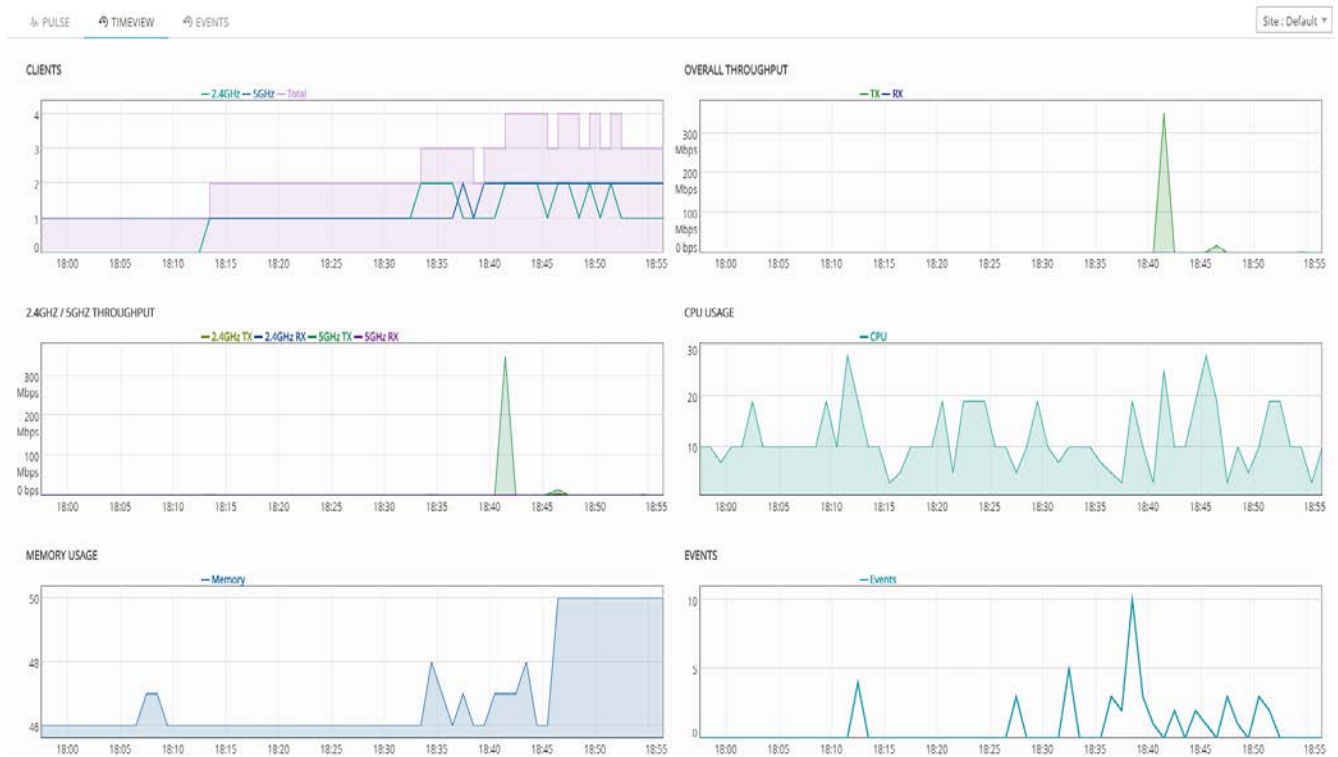 PULSE TIMEVIEW EVENTS Site : Default
CLIENTS
2.4GHz 5GHz Total
4
3
2
1
0
18:00 18:05 18:10 18:15 18:20 18:25 18:30 18:35 18:40 18:45 18:50 18:55
OVERALL THROUGHPUT
TX RX
300
Mbps
200
Mbps
100
Mbps
0 bps
18:00 18:05 18:10 18:15 18:20 18:25 18:30 18:35 18:40 18:45 18:50 18:55
2.4GHZ / 5GHZ THROUGHPUT
2.4GHz TX 2.4GHz RX 5GHz TX 5GHz RX
300
Mbps
200
Mbps
100
Mbps
0 bps
18:00 18:05 18:10 18:15 18:20 18:25 18:30 18:35 18:40 18:45 18:50 18:55
CPU USAGE
CPU
30
20
10
18:00 18:05 18:10 18:15 18:20 18:25 18:30 18:35 18:40 18:45 18:50 18:55
MEMORY USAGE
Memory
50
48
46
18:00 18:05 18:10 18:15 18:20 18:25 18:30 18:35 18:40 18:45 18:50 18:55
EVENTS
Events
10
5
0
18:00 18:05 18:10 18:15 18:20 18:25 18:30 18:35 18:40 18:45 18:50 18:55